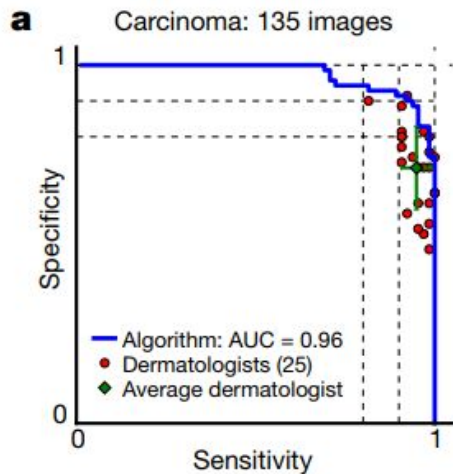 a
Carcinoma: 135 images
1
Specificity
Algorithm: AUC = 0.96
Dermatologists (25)
Average dermatologist
0
0
1
Sensitivity